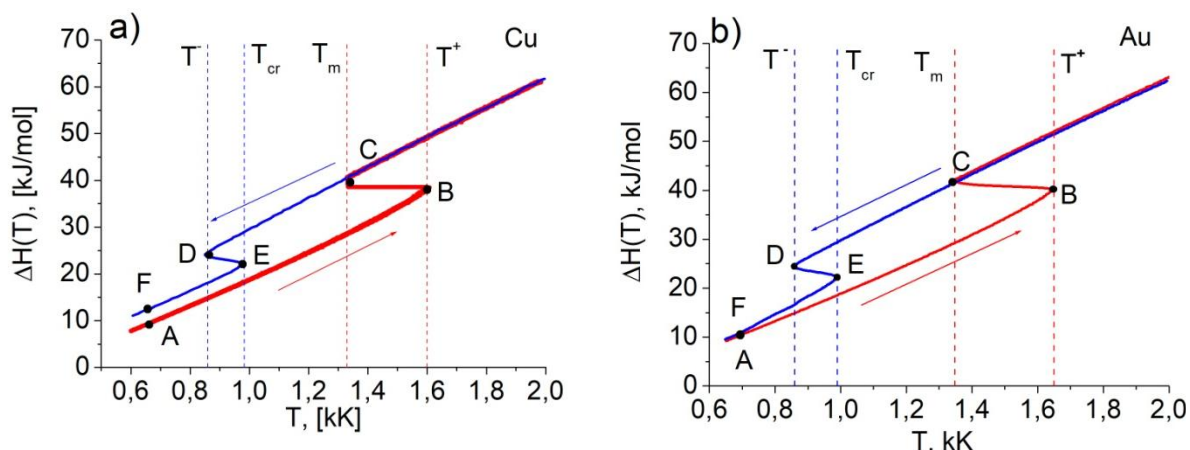 a)
Cu
T⁻
T_cr
T_m
T⁺
70
60
50
40
30
20
10
0
ΔH(T), [kJ/mol]
C
B
D
E
F
A
0,6 0,8 1,0 1,2 1,4 1,6 1,8 2,0
T, [kK]
b)
Au
T⁻
T_cr
T_m
T⁺
70
60
50
40
30
20
10
0
ΔH(T), kJ/mol
C
B
D
E
F
A
0,6 0,8 1,0 1,2 1,4 1,6 1,8 2,0
T, kK